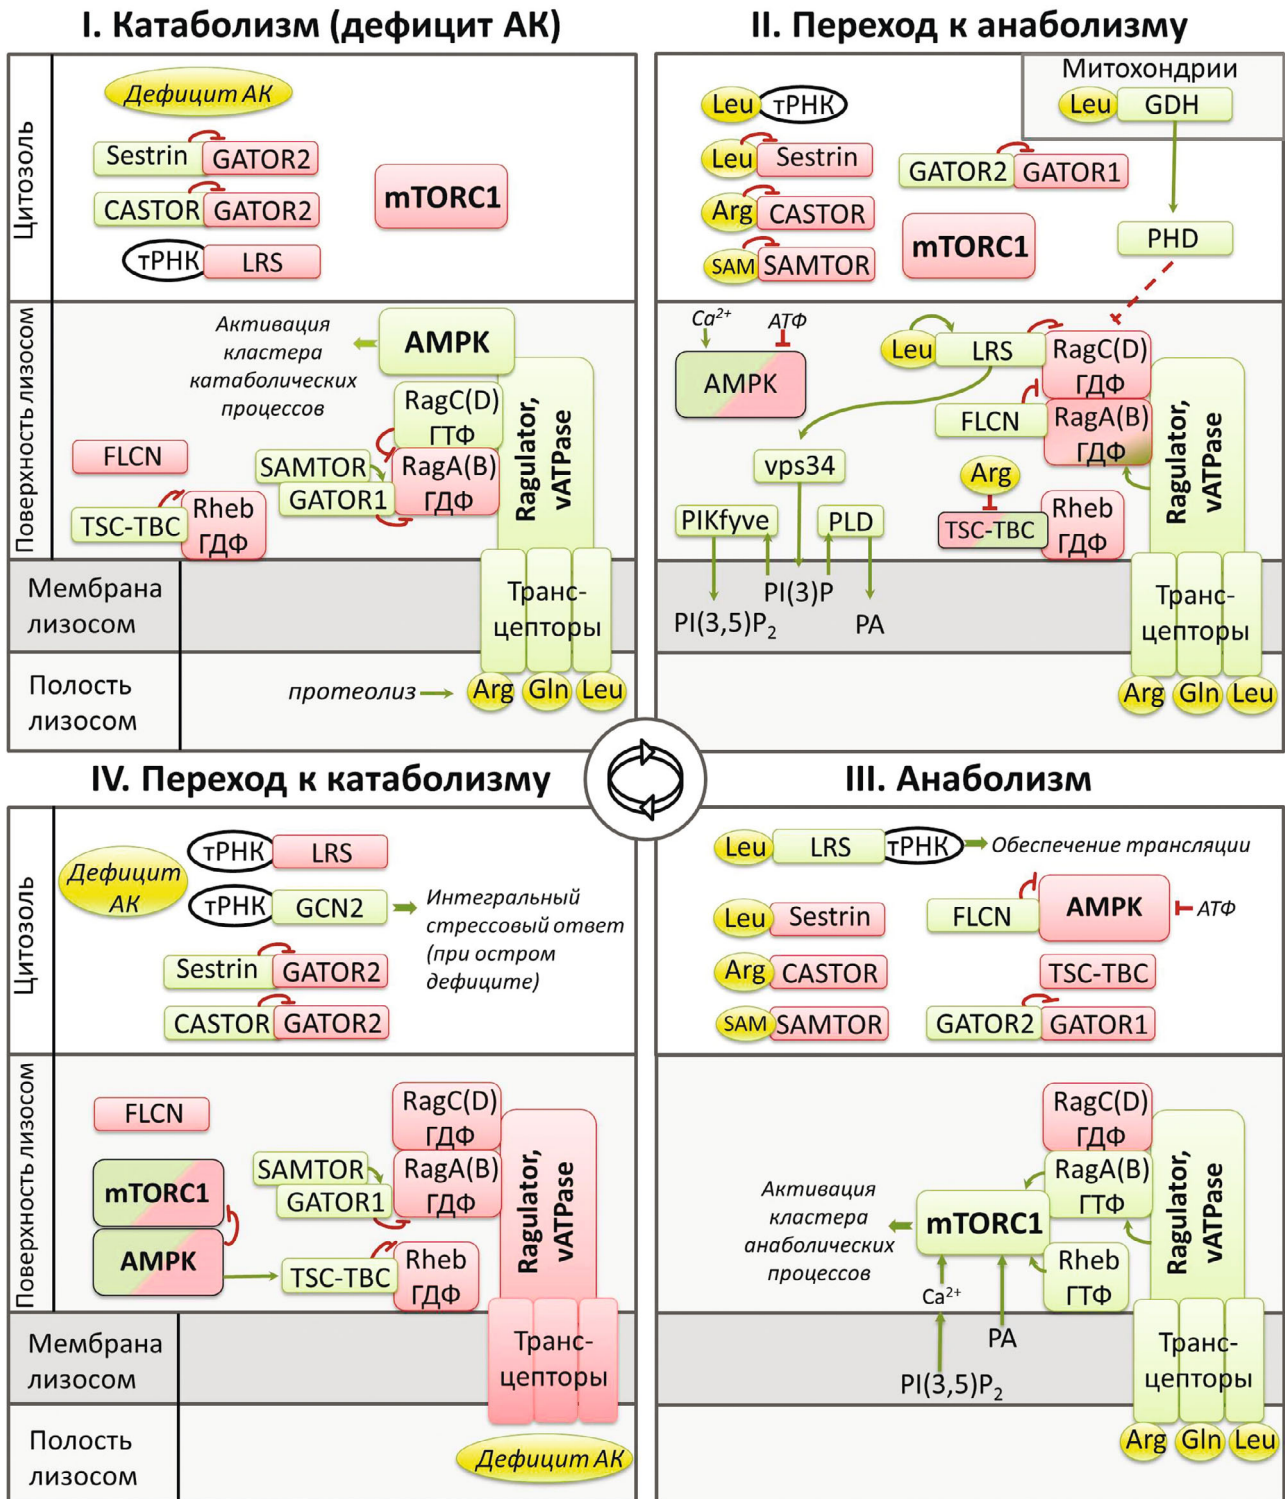 I. Катаболизм (дефицит АК)
Цитозоль
Дефицит АК
Sestrin
GATOR2
CASTOR
GATOR2
тРНК
LRS
mTORC1
Поверхность лизосом
Активация
кластера
катаболических
процессов
AMPK
RagC(D)
ГТФ
FLCN
SAMTOR
GATOR1
RagA(B)
ГДФ
TSC-TBC
Rheb
ГДФ
Ragulator,
vATPase
Мембрана
лизосом
Транс-
цепторы
Полость
лизосом
протеолиз
Arg
Gln
Leu
II. Переход к анаболизму
Митохондрии
Leu
GDH
Leu
тРНК
Leu
Sestrin
GATOR2
GATOR1
Arg
CASTOR
mTORC1
PHD
SAM
SAMTOR
Ca2+
АТФ
AMPK
Leu
LRS
RagC(D)
ГДФ
FLCN
RagA(B)
ГДФ
vps34
Arg
PIKfyve
PLD
TSC-TBC
Rheb
ГДФ
Ragulator,
vATPase
PI(3)P
PI(3,5)P2
PA
Транс-
цепторы
Arg
Gln
Leu
IV. Переход к катаболизму
Цитозоль
Дефицит
АК
тРНК
LRS
тРНК
GCN2
Интегральный
стрессовый ответ
(при остром
дефиците)
Sestrin
GATOR2
CASTOR
GATOR2
Поверхность лизосом
FLCN
RagC(D)
ГДФ
mTORC1
SAMTOR
GATOR1
RagA(B)
ГДФ
AMPK
TSC-TBC
Rheb
ГДФ
Ragulator,
vATPase
Мембрана
лизосом
Транс-
цепторы
Полость
лизосом
Дефицит АК
III. Анаболизм
Leu
LRS
тРНК
Обеспечение трансляции
Leu
Sestrin
FLCN
AMPK
АТФ
Arg
CASTOR
TSC-TBC
SAM
SAMTOR
GATOR2
GATOR1
RagC(D)
ГДФ
Активация
кластера
анаболических
процессов
mTORC1
RagA(B)
ГТФ
Rheb
ГТФ
Ragulator,
vATPase
Ca2+
PA
PI(3,5)P2
Транс-
цепторы
Arg
Gln
Leu